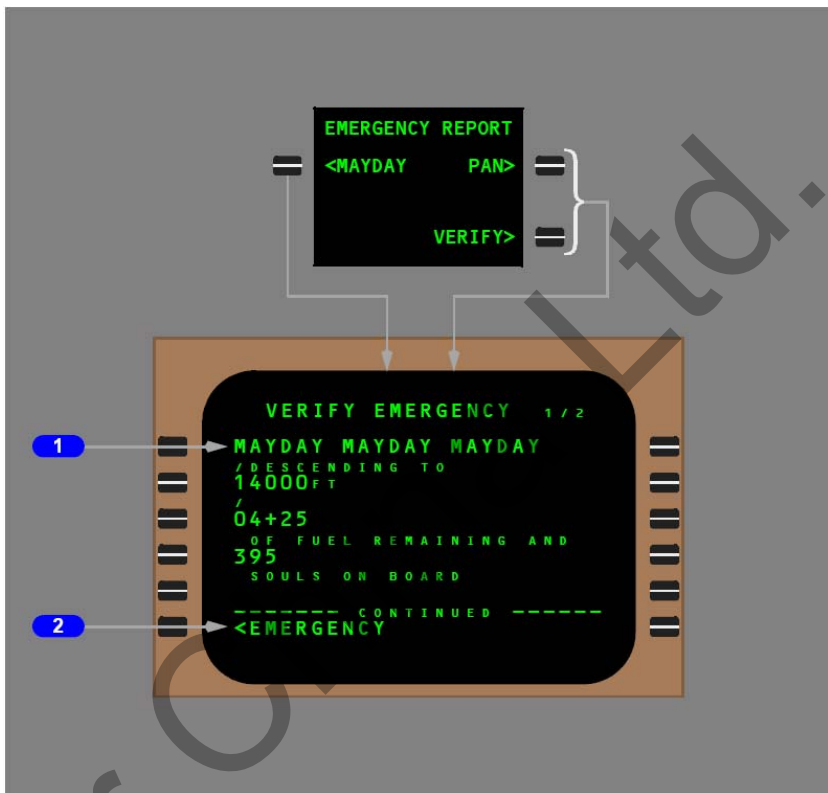 EMERGENCY REPORT
<MAYDAY PAN>
VERIFY>
VERIFY EMERGENCY 1/2
1
MAYDAY MAYDAY MAYDAY
/DESCENDING TO
14000FT
/
04+25
OF FUEL REMAINING AND
395
SOULS ON BOARD
------- CONTINUED ------
2
<EMERGENCY
Ltd.